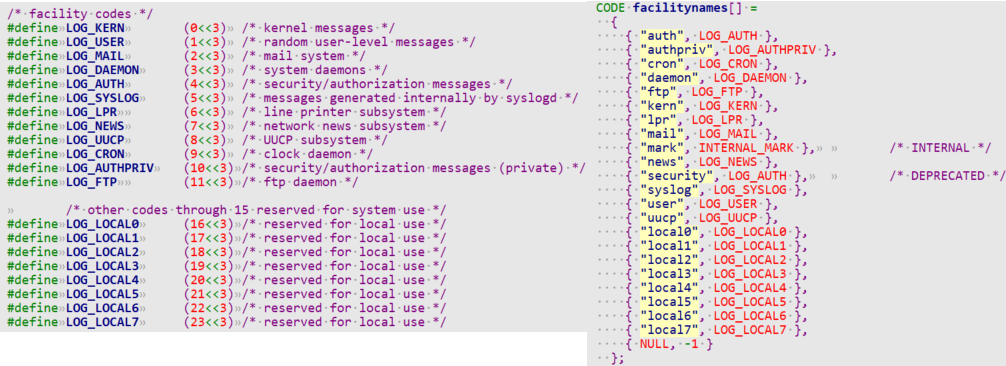 /* facility codes */
#define LOG_KERN (0<<3) /* kernel messages */
#define LOG_USER (1<<3) /* random user-level messages */
#define LOG_MAIL (2<<3) /* mail system */
#define LOG_DAEMON (3<<3) /* system daemons */
#define LOG_AUTH (4<<3) /* security/authorization messages */
#define LOG_SYSLOG (5<<3) /* messages generated internally by syslogd */
#define LOG_LPR (6<<3) /* line printer subsystem */
#define LOG_NEWS (7<<3) /* network news subsystem */
#define LOG_UUCP (8<<3) /* UUCP subsystem */
#define LOG_CRON (9<<3) /* clock daemon */
#define LOG_AUTHPRIV (10<<3) /* security/authorization messages (private) */
#define LOG_FTP (11<<3) /* ftp daemon */
/* other codes through 15 reserved for system use */
#define LOG_LOCAL0 (16<<3) /* reserved for local use */
#define LOG_LOCAL1 (17<<3) /* reserved for local use */
#define LOG_LOCAL2 (18<<3) /* reserved for local use */
#define LOG_LOCAL3 (19<<3) /* reserved for local use */
#define LOG_LOCAL4 (20<<3) /* reserved for local use */
#define LOG_LOCAL5 (21<<3) /* reserved for local use */
#define LOG_LOCAL6 (22<<3) /* reserved for local use */
#define LOG_LOCAL7 (23<<3) /* reserved for local use */
CODE facilitynames[] =
{
{ "auth", LOG_AUTH },
{ "authpriv", LOG_AUTHPRIV },
{ "cron", LOG_CRON },
{ "daemon", LOG_DAEMON },
{ "ftp", LOG_FTP },
{ "kern", LOG_KERN },
{ "lpr", LOG_LPR },
{ "mail", LOG_MAIL },
{ "mark", INTERNAL_MARK }, /* INTERNAL */
{ "news", LOG_NEWS },
{ "security", LOG_AUTH }, /* DEPRECATED */
{ "syslog", LOG_SYSLOG },
{ "user", LOG_USER },
{ "uucp", LOG_UUCP },
{ "local0", LOG_LOCAL0 },
{ "local1", LOG_LOCAL1 },
{ "local2", LOG_LOCAL2 },
{ "local3", LOG_LOCAL3 },
{ "local4", LOG_LOCAL4 },
{ "local5", LOG_LOCAL5 },
{ "local6", LOG_LOCAL6 },
{ "local7", LOG_LOCAL7 },
{ NULL, -1 }
};